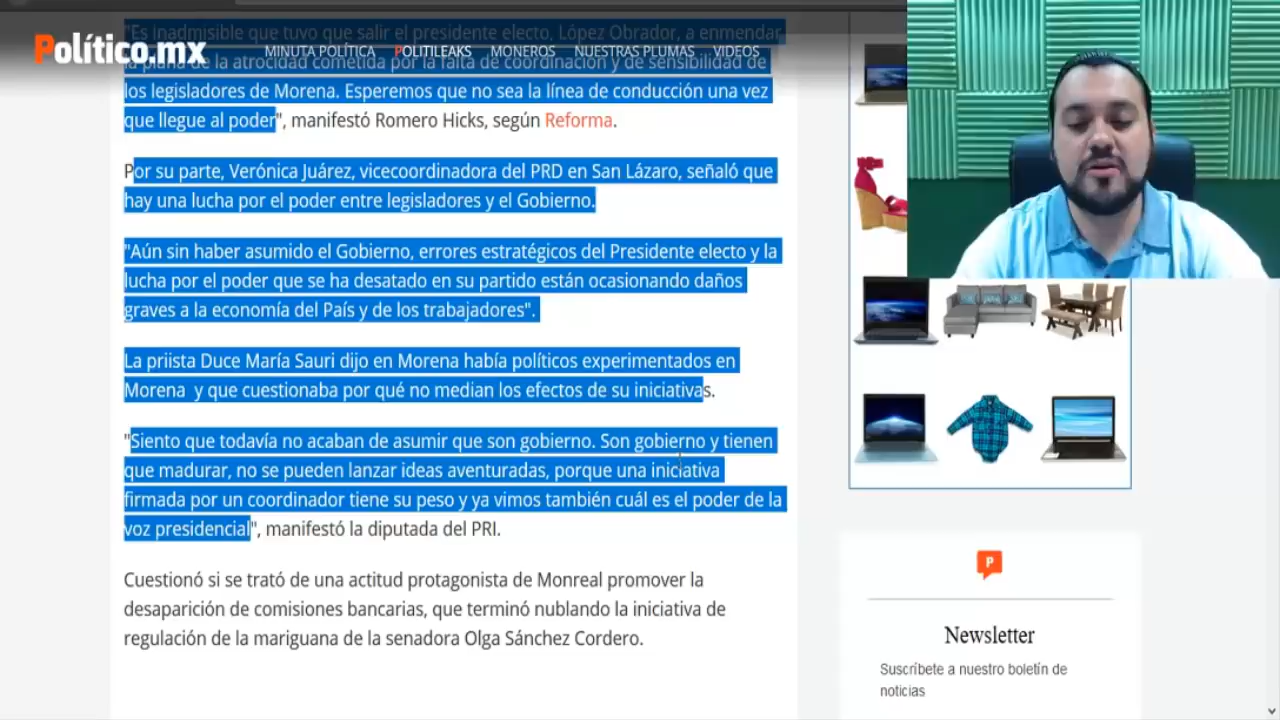 "Es inadmisible que tuvo que salir el presidente electo, López Obrador, a enmendar
Político.mx
MINUTA POLÍTICA POLITILEAKS MONEROS NUESTRAS PLUMAS VIDEOS
la plana de la atrocidad cometida por la falta de coordinación y de sensibilidad de
los legisladores de Morena. Esperemos que no sea la línea de conducción una vez
que llegue al poder", manifestó Romero Hicks, según Reforma.
Por su parte, Verónica Juárez, vicecoordinadora del PRD en San Lázaro, señaló que
hay una lucha por el poder entre legisladores y el Gobierno.
"Aún sin haber asumido el Gobierno, errores estratégicos del Presidente electo y la
lucha por el poder que se ha desatado en su partido están ocasionando daños
graves a la economía del País y de los trabajadores".
La priista Duce María Sauri dijo en Morena había políticos experimentados en
Morena y que cuestionaba por qué no median los efectos de su iniciativas.
"Siento que todavía no acaban de asumir que son gobierno. Son gobierno y tienen
que madurar, no se pueden lanzar ideas aventuradas, porque una iniciativa
firmada por un coordinador tiene su peso y ya vimos también cuál es el poder de la
voz presidencial", manifestó la diputada del PRI.
Cuestionó si se trató de una actitud protagonista de Monreal promover la
desaparición de comisiones bancarias, que terminó nublando la iniciativa de
regulación de la mariguana de la senadora Olga Sánchez Cordero.
P
Newsletter
Suscríbete a nuestro boletín de
noticias